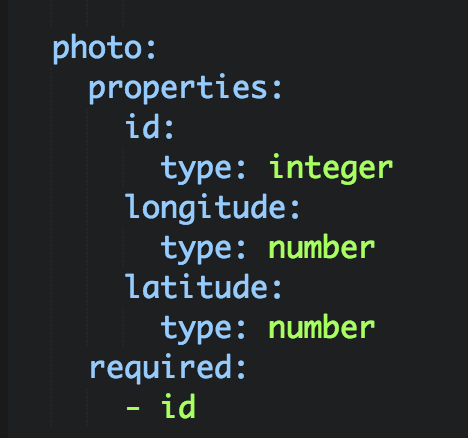 photo:
  properties:
    id:
      type: integer
    longitude:
      type: number
    latitude:
      type: number
  required:
    - id